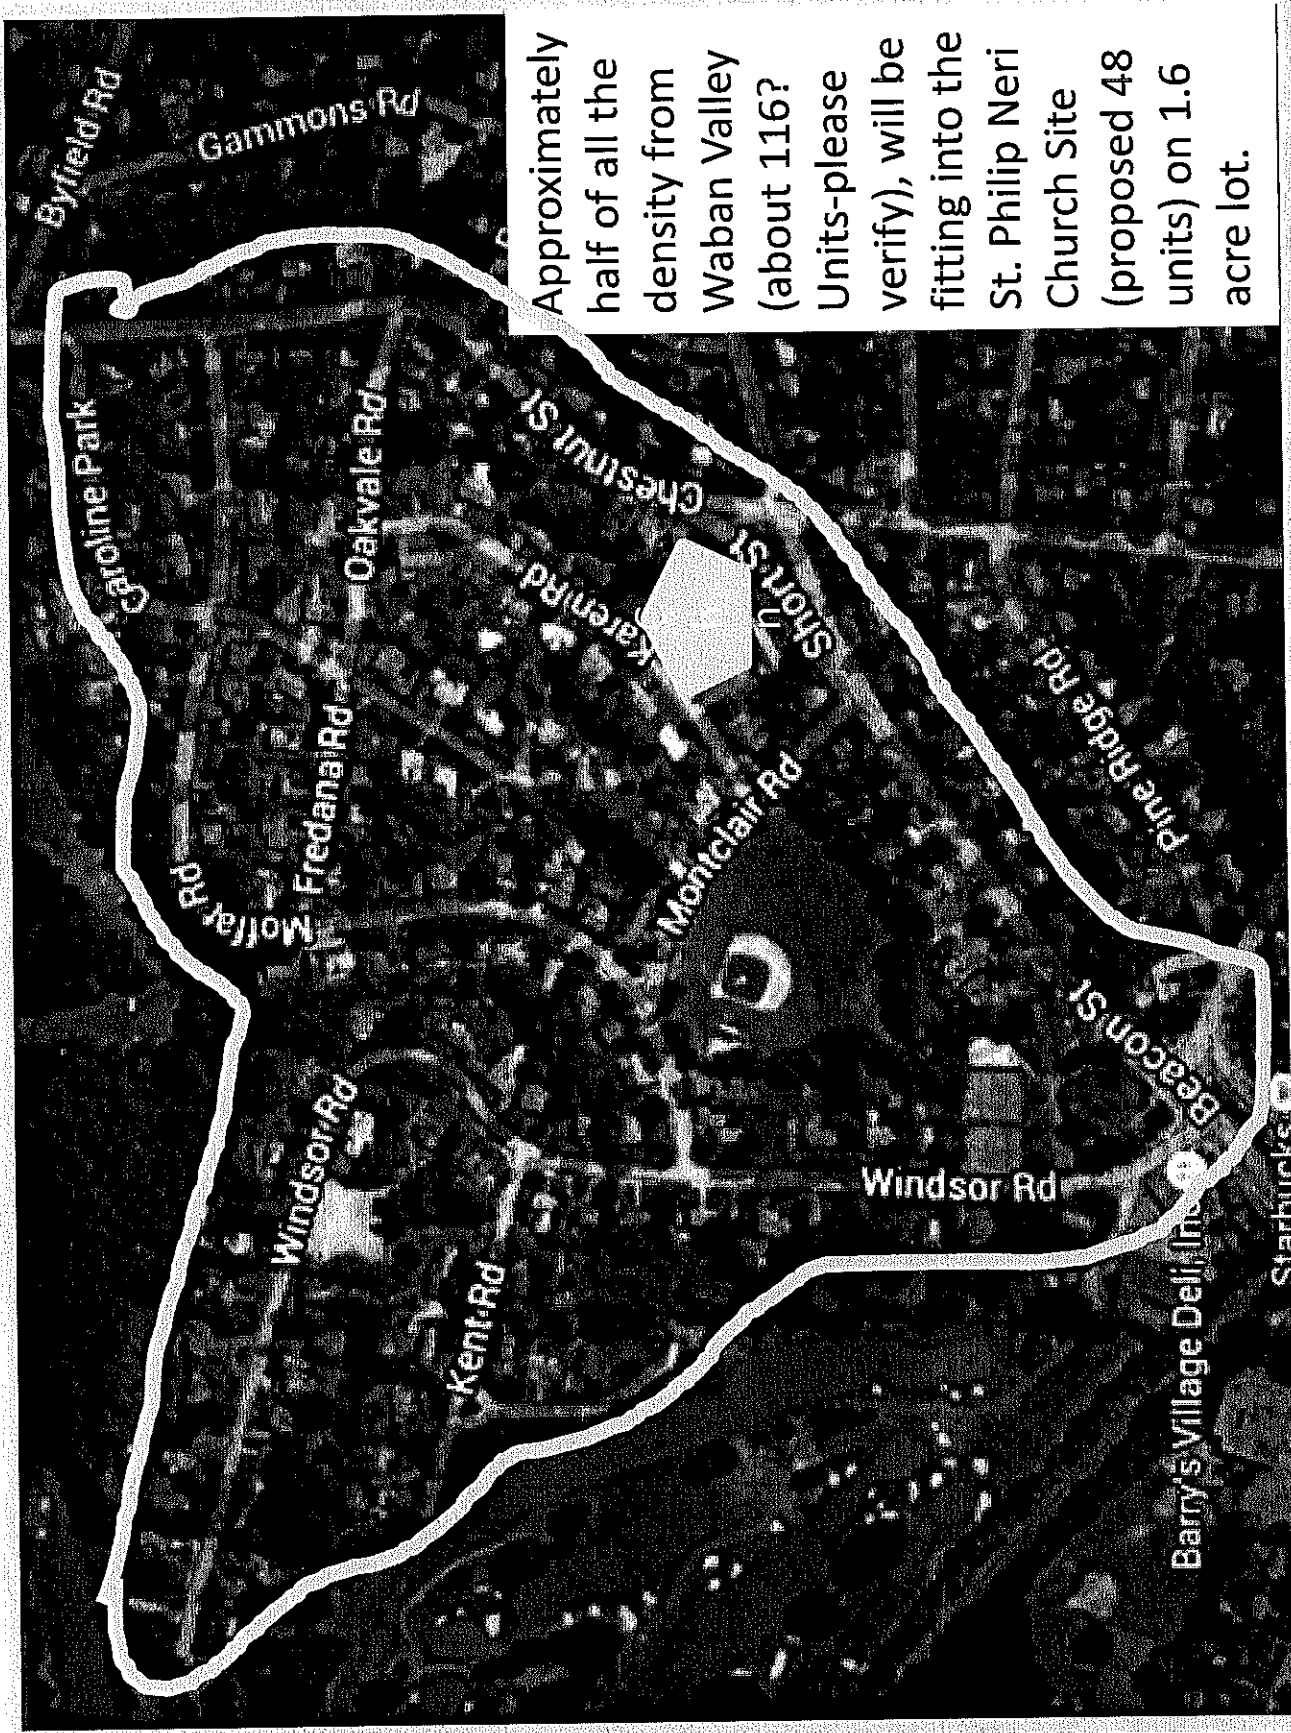 Byfield Rd
Caroline Park
Gammons Rd
Moffat Rd
Moffat
Windsor Rd
Fredana Rd
Oakvale Rd
Kent Rd
Chestnut St
Karen Rd
Montclair Rd
Short St
Windsor Rd
Beacon St
Pine Ridge Rd
Barry's Village Deli, Inc
Starbucks
Approximately
half of all the
density from
Waban Valley
(about 116?
Units-please
verify), will be
fitting into the
St. Philip Neri
Church Site
(proposed 48
units) on 1.6
acre lot.